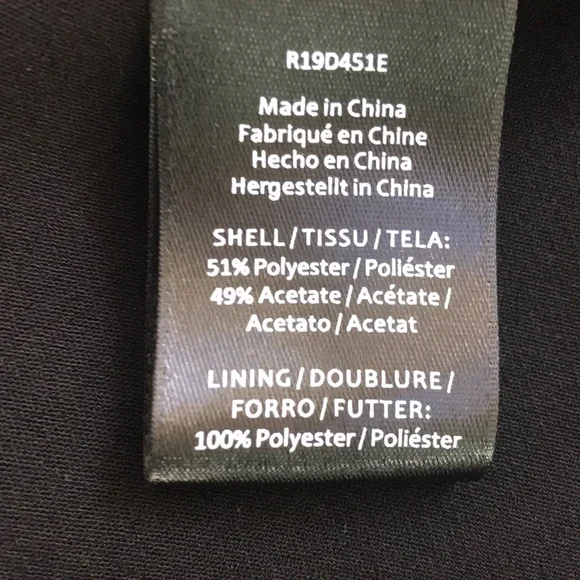 R19D451E
Made in China
Fabriqué en Chine
Hecho en China
Hergestellt in China
SHELL/TISSU/TELA:
51% Polyester/Poliéster
49% Acetate/Acétate/
Acetato/Acetat
LINING/DOUBLURE/
FORRO/FUTTER:
100% Polyester/Poliéster